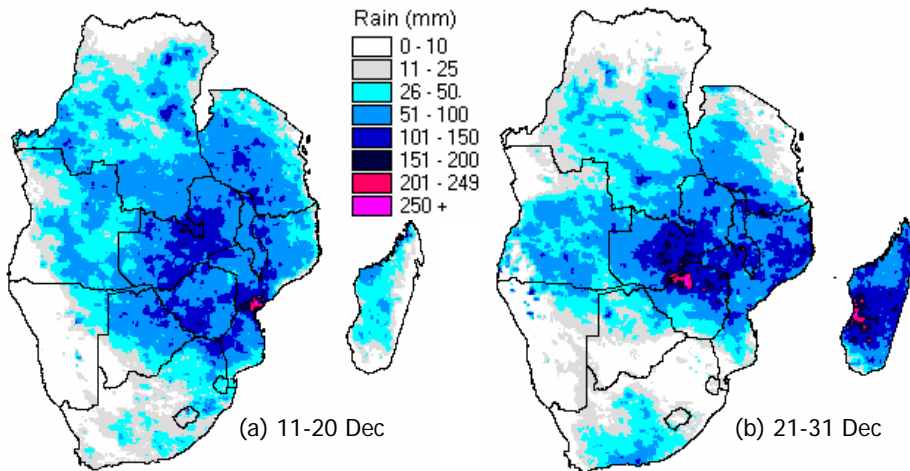 Rain (mm)
0 - 10
11 - 25
26 - 50.
51 - 100
101 - 150
151 - 200
201 - 249
250 +
(a) 11-20 Dec
(b) 21-31 Dec